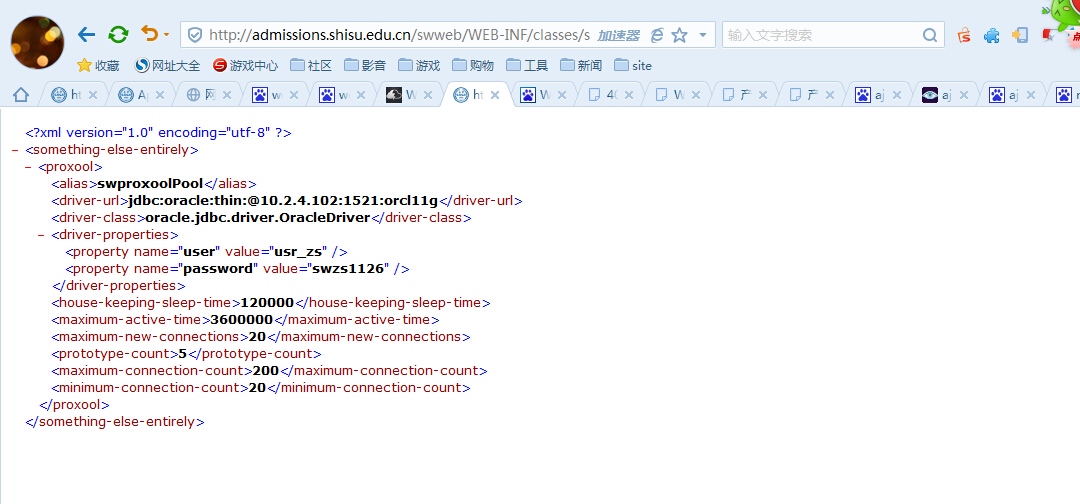 http://admissions.shisu.edu.cn/swweb/WEB-INF/classes/s 加速器
输入文字搜索
收藏 网址大全 游戏中心 社区 影音 游戏 购物 工具 新闻 site
ht A 网 we we W ht W 4 W 产 产 aj aj aj
<?xml version="1.0" encoding="utf-8" ?>
- <something-else-entirely>
- <proxool>
<alias>swproxoolPool</alias>
<driver-url>jdbc:oracle:thin:@10.2.4.102:1521:orcl11g</driver-url>
<driver-class>oracle.jdbc.driver.OracleDriver</driver-class>
- <driver-properties>
<property name="user" value="usr_zs" />
<property name="password" value="swzs1126" />
</driver-properties>
<house-keeping-sleep-time>120000</house-keeping-sleep-time>
<maximum-active-time>3600000</maximum-active-time>
<maximum-new-connections>20</maximum-new-connections>
<prototype-count>5</prototype-count>
<maximum-connection-count>200</maximum-connection-count>
<minimum-connection-count>20</minimum-connection-count>
</proxool>
</something-else-entirely>